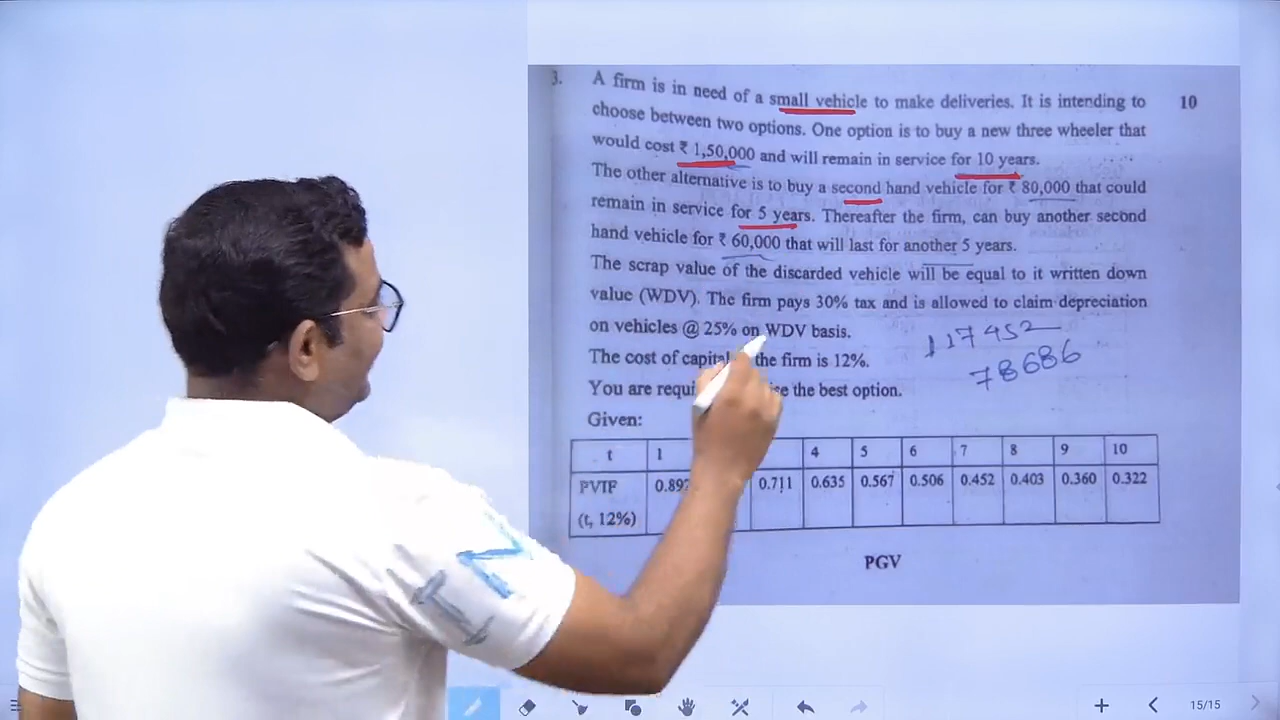 3. A firm is in need of a small vehicle to make deliveries. It is intending to 10
choose between two options. One option is to buy a new three wheeler that
would cost ₹ 1,50,000 and will remain in service for 10 years.
The other alternative is to buy a second hand vehicle for ₹ 80,000 that could
remain in service for 5 years. Thereafter the firm, can buy another second
hand vehicle for ₹ 60,000 that will last for another 5 years.
The scrap value of the discarded vehicle will be equal to it written down
value (WDV). The firm pays 30% tax and is allowed to claim depreciation
on vehicles @ 25% on WDV basis.
117452
The cost of capital the firm is 12%.
78686
You are the best option.
Given:
t 1 4 5 6 7 8 9 10
PVIF 0.711 0.635 0.567 0.506 0.452 0.403 0.360 0.322
(t, 12%)
PGV
15/15